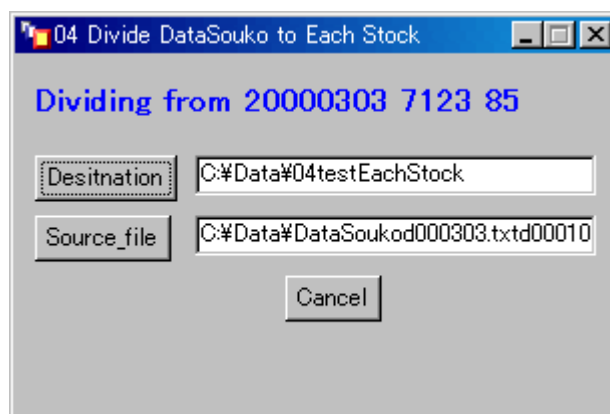 04 Divide DataSouko to Each Stock
Dividing from 20000303 7123 85
Desitnation C:¥Data¥04testEachStock
Source_file C:¥Data¥DataSoukod000303.txtd00010
Cancel